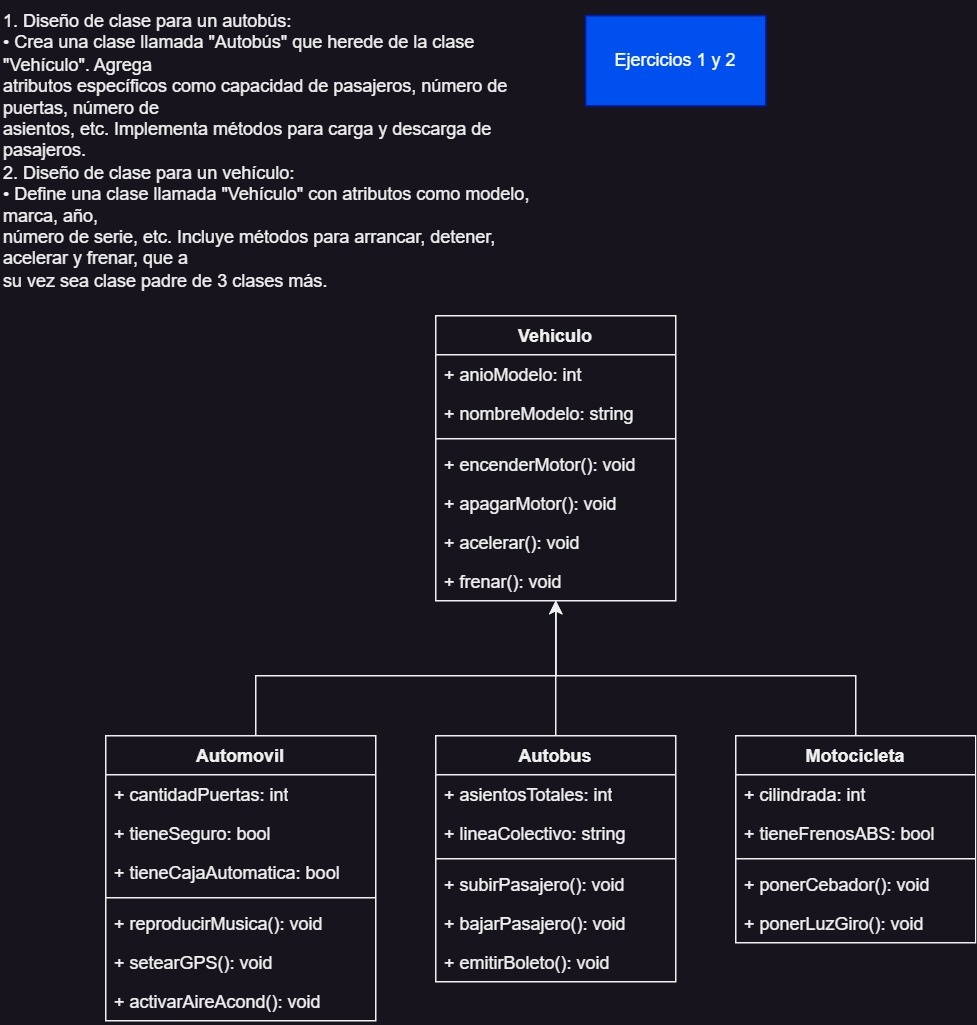 1. Diseño de clase para un autobús:
• Crea una clase llamada "Autobús" que herede de la clase
"Vehículo". Agrega
atributos específicos como capacidad de pasajeros, número de
puertas, número de
asientos, etc. Implementa métodos para carga y descarga de
pasajeros.
2. Diseño de clase para un vehículo:
• Define una clase llamada "Vehículo" con atributos como modelo,
marca, año,
número de serie, etc. Incluye métodos para arrancar, detener,
acelerar y frenar, que a
su vez sea clase padre de 3 clases más.
Ejercicios 1 y 2
Vehiculo
+ anioModelo: int
+ nombreModelo: string
+ encenderMotor(): void
+ apagarMotor(): void
+ acelerar(): void
+ frenar(): void
Automovil
+ cantidadPuertas: int
+ tieneSeguro: bool
+ tieneCajaAutomatica: bool
+ reproducirMusica(): void
+ setearGPS(): void
+ activarAireAcond(): void
Autobus
+ asientosTotales: int
+ lineaColectivo: string
+ subirPasajero(): void
+ bajarPasajero(): void
+ emitirBoleto(): void
Motocicleta
+ cilindrada: int
+ tieneFrenosABS: bool
+ ponerCebador(): void
+ ponerLuzGiro(): void